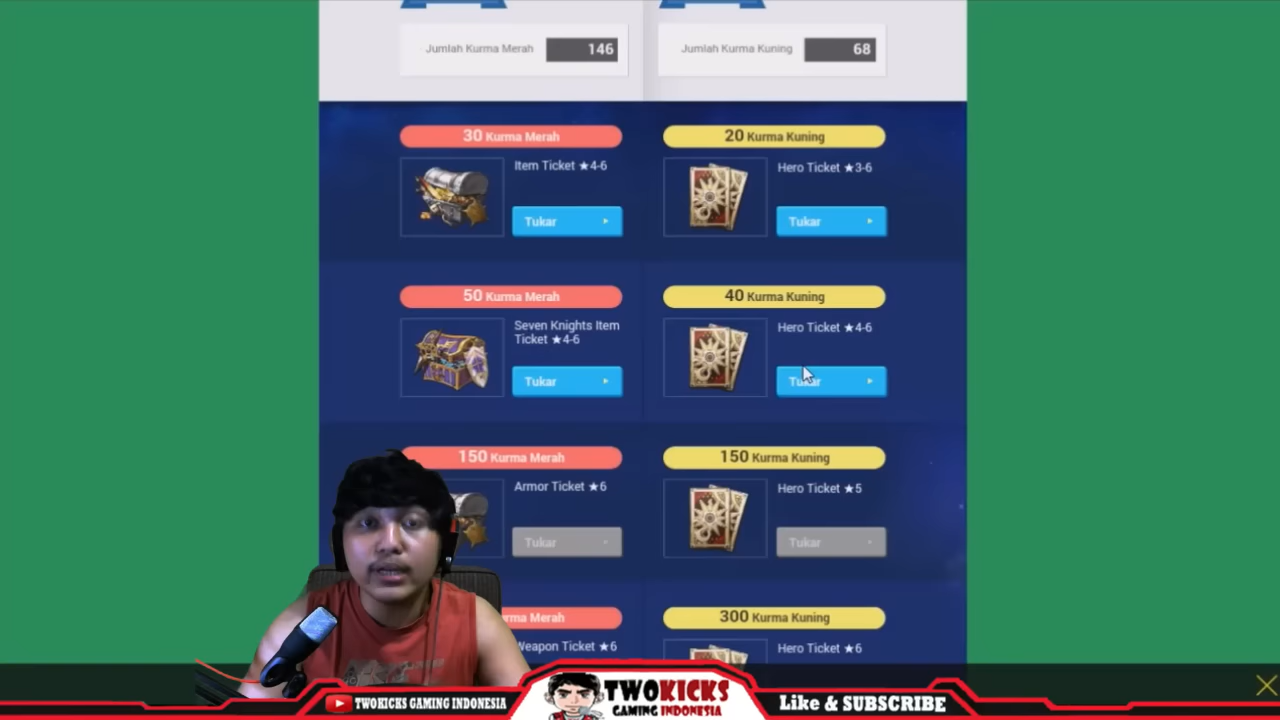 Jumlah Kurma Merah 146
Jumlah Kurma Kuning 68
30 Kurma Merah
20 Kurma Kuning
Item Ticket ★4-6
Hero Ticket ★3-6
Tukar
Tukar
50 Kurma Merah
40 Kurma Kuning
Seven Knights Item
Ticket ★4-6
Hero Ticket ★4-6
Tukar
Tukar
150 Kurma Merah
150 Kurma Kuning
Armor Ticket ★6
Hero Ticket ★5
Tukar
Tukar
Merah
300 Kurma Kuning
Weapon Ticket ★6
Hero Ticket ★6
TWOKICKS GAMING INDONESIA
TWOKICKS
GAMING INDONESIA
Like & SUBSCRIBE